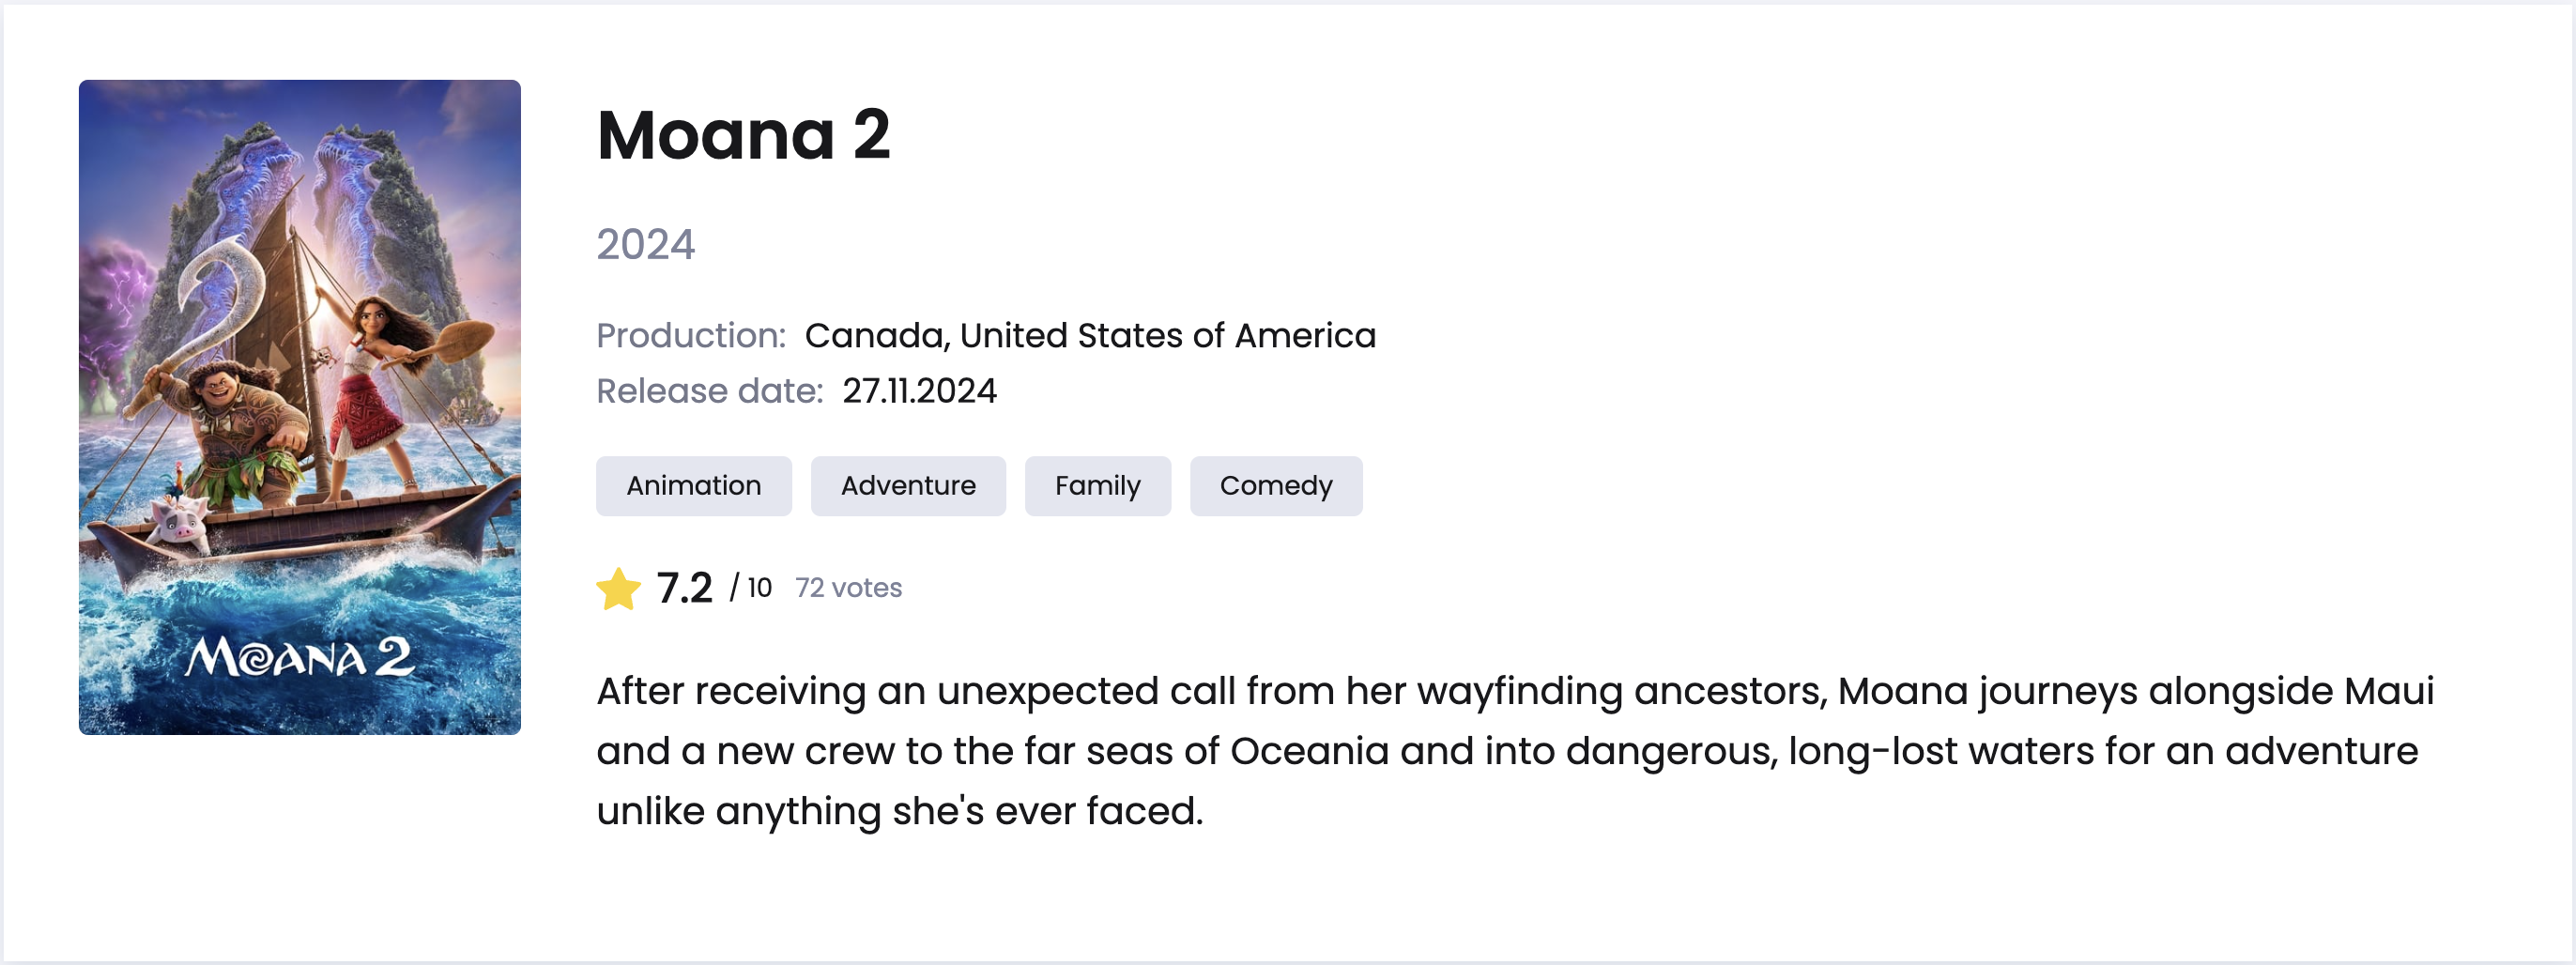 Moana 2
2024
Production: Canada, United States of America
Release date: 27.11.2024
Animation Adventure Family Comedy
7.2 / 10 72 votes
After receiving an unexpected call from her wayfinding ancestors, Moana journeys alongside Maui
and a new crew to the far seas of Oceania and into dangerous, long-lost waters for an adventure
unlike anything she's ever faced.
MOANA 2